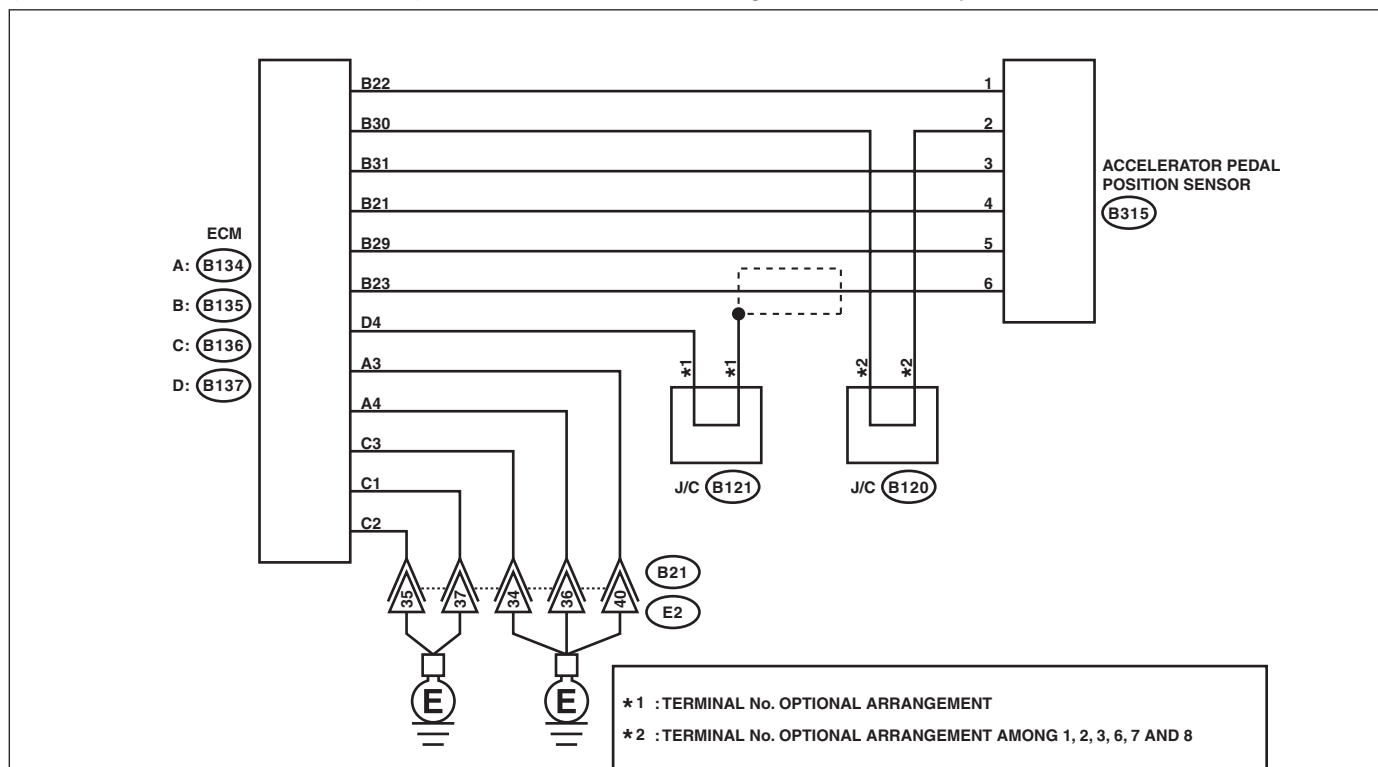 B22
1
B30
2
B31
3
B21
4
B29
5
B23
6
ACCELERATOR PEDAL
POSITION SENSOR
B315
ECM
A: B134
B: B135
C: B136
D: B137
D4
A3
A4
C3
C1
C2
*1
*1
*2
*2
J/C B121
J/C B120
35
37
34
36
40
B21
E2
E
E
*1 : TERMINAL No. OPTIONAL ARRANGEMENT
*2 : TERMINAL No. OPTIONAL ARRANGEMENT AMONG 1, 2, 3, 6, 7 AND 8